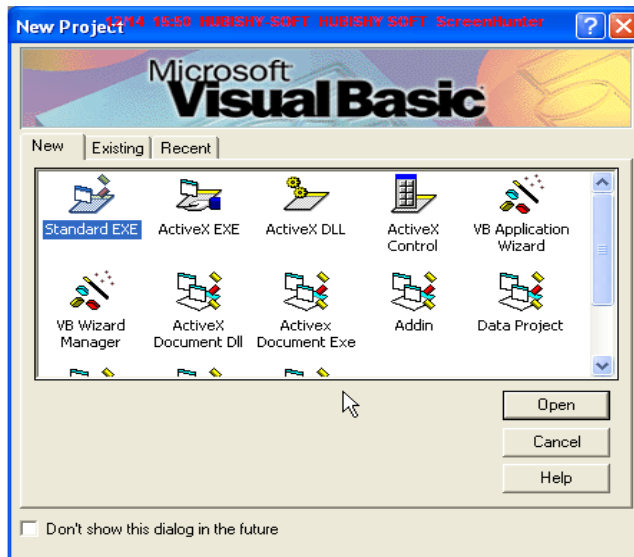 New Project
12/14 15:50 HUBISHY SOFT HUBISHY SOFT ScreenHunter
Microsoft
Visual Basic
New Existing Recent
Standard EXE ActiveX EXE ActiveX DLL ActiveX Control VB Application Wizard
VB Wizard Manager ActiveX Document Dll Activex Document Exe Addin Data Project
Open
Cancel
Help
Don't show this dialog in the future